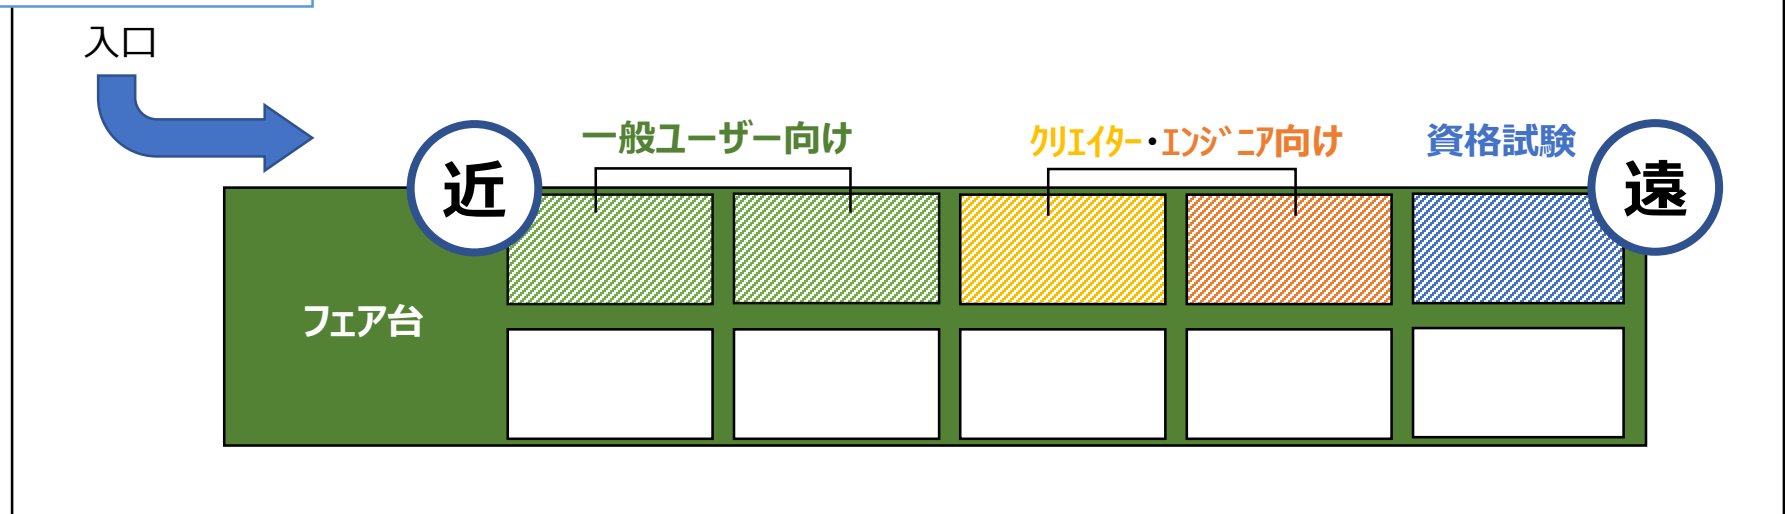 入口
一般ユーザー向け
ｸﾘｴｲﾀｰ・ｴﾝｼﾞﾆｱ向け
資格試験
近
遠
フェア台